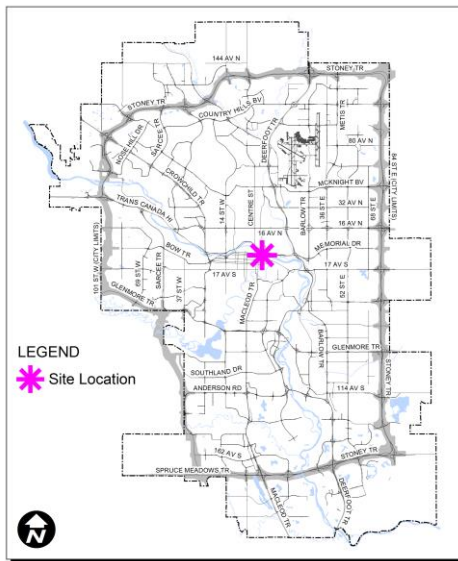 144 AV N
STONEY TR
STONEY TR
COUNTRY HILLS BV
METIS TR
DEERFOOT TR
NOSE HILL DR
SARCEE TR
80 AV N
84 ST E (CITY LIMITS)
CROWCHILD TR
MCKNIGHT BV
TRANS CANADA HI
14 ST W
CENTRE ST
BARLOW TR
36 ST E
32 AV N
68 ST E
16 AV N
16 AV N
101 ST W (CITY LIMITS)
BOW TR
MEMORIAL DR
17 AV S
17 AV S
69 ST W
SARCEE TR
37 ST W
MACLEOD TR
52 ST E
GLENMORE TR
BARLOW TR
GLENMORE TR
STONEY TR
LEGEND
Site Location
SOUTHLAND DR
ANDERSON RD
114 AV S
162 AV S
STONEY TR
SPRUCE MEADOWS TR
MACLEOD TR
DEERFOOT TR
N